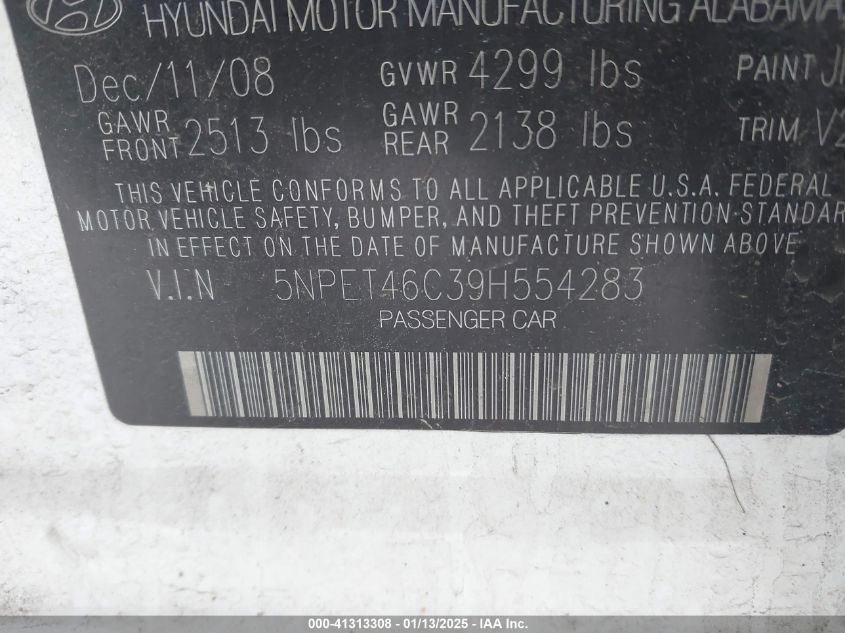 HYUNDAI MOTOR MANUFACTURING ALABAMA
Dec/11/08 GVWR 4299 lbs PAINT
GAWR FRONT 2513 lbs GAWR REAR 2138 lbs TRIM
THIS VEHICLE CONFORMS TO ALL APPLICABLE U.S.A. FEDERAL
MOTOR VEHICLE SAFETY, BUMPER, AND THEFT PREVENTION STANDAR
IN EFFECT ON THE DATE OF MANUFACTURE SHOWN ABOVE
V.I.N 5NPET46C39H554283
PASSENGER CAR
000-41313308 - 01/13/2025 - IAA Inc.